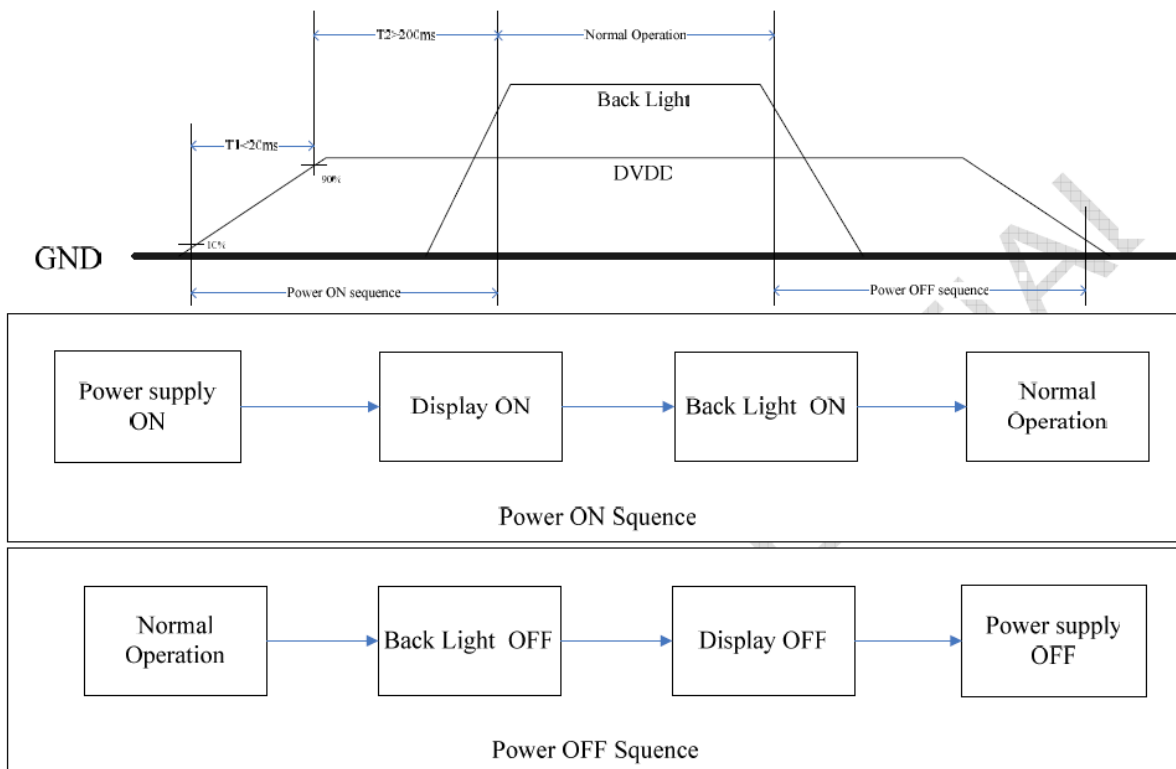 T2>200ms
Normal Operation
Back Light
T1<20ms
DVDD
90%
10%
GND
Power ON sequence
Power OFF sequence
Power supply
ON
Display ON
Back Light ON
Normal
Operation
Power ON Squence
Normal
Operation
Back Light OFF
Display OFF
Power supply
OFF
Power OFF Squence